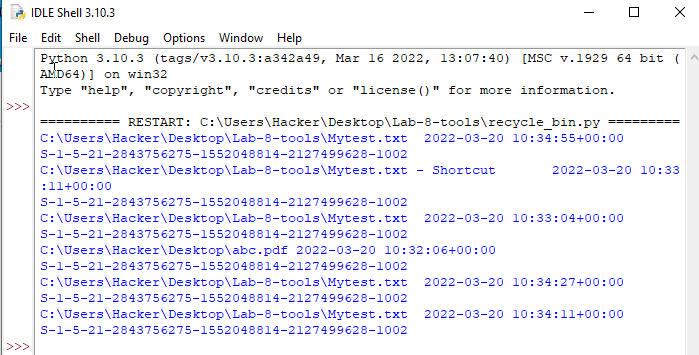 IDLE Shell 3.10.3
File Edit Shell Debug Options Window Help
Python 3.10.3 (tags/v3.10.3:a342a49, Mar 16 2022, 13:07:40) [MSC v.1929 64 bit (
AMD64)] on win32
Type "help", "copyright", "credits" or "license()" for more information.
>>>
========== RESTART: C:\Users\Hacker\Desktop\Lab-8-tools\recycle_bin.py =========
C:\Users\Hacker\Desktop\Lab-8-tools\Mytest.txt  2022-03-20 10:34:55+00:00
S-1-5-21-2843756275-1552048814-2127499628-1002
C:\Users\Hacker\Desktop\Lab-8-tools\Mytest.txt - Shortcut       2022-03-20 10:33
:11+00:00
S-1-5-21-2843756275-1552048814-2127499628-1002
C:\Users\Hacker\Desktop\Lab-8-tools\Mytest.txt  2022-03-20 10:33:04+00:00
S-1-5-21-2843756275-1552048814-2127499628-1002
C:\Users\Hacker\Desktop\abc.pdf 2022-03-20 10:32:06+00:00
S-1-5-21-2843756275-1552048814-2127499628-1002
C:\Users\Hacker\Desktop\Lab-8-tools\Mytest.txt  2022-03-20 10:34:27+00:00
S-1-5-21-2843756275-1552048814-2127499628-1002
C:\Users\Hacker\Desktop\Lab-8-tools\Mytest.txt  2022-03-20 10:34:11+00:00
S-1-5-21-2843756275-1552048814-2127499628-1002
>>>